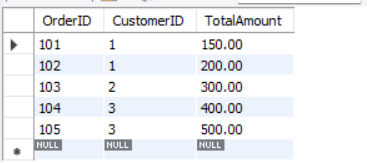 OrderID CustomerID TotalAmount
101 1 150.00
102 1 200.00
103 2 300.00
104 3 400.00
105 3 500.00
NULL NULL NULL